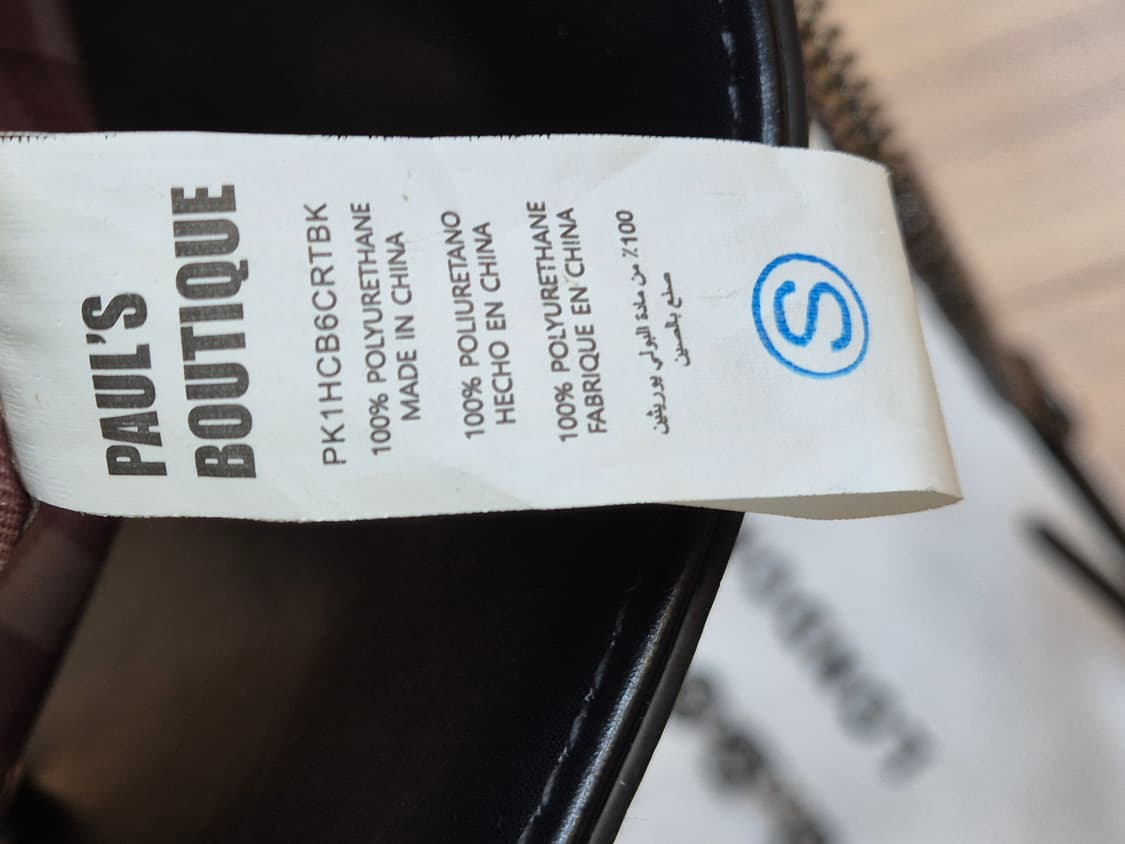 PAUL'S
BOUTIQUE
PK1HCB6CRTBK
100% POLYURETHANE
MADE IN CHINA
100% POLIURETANO
HECHO EN CHINA
100% POLYURETHANE
FABRIQUE EN CHINA
100٪ من مادة البولي يوريثين
صنع بالصين
S